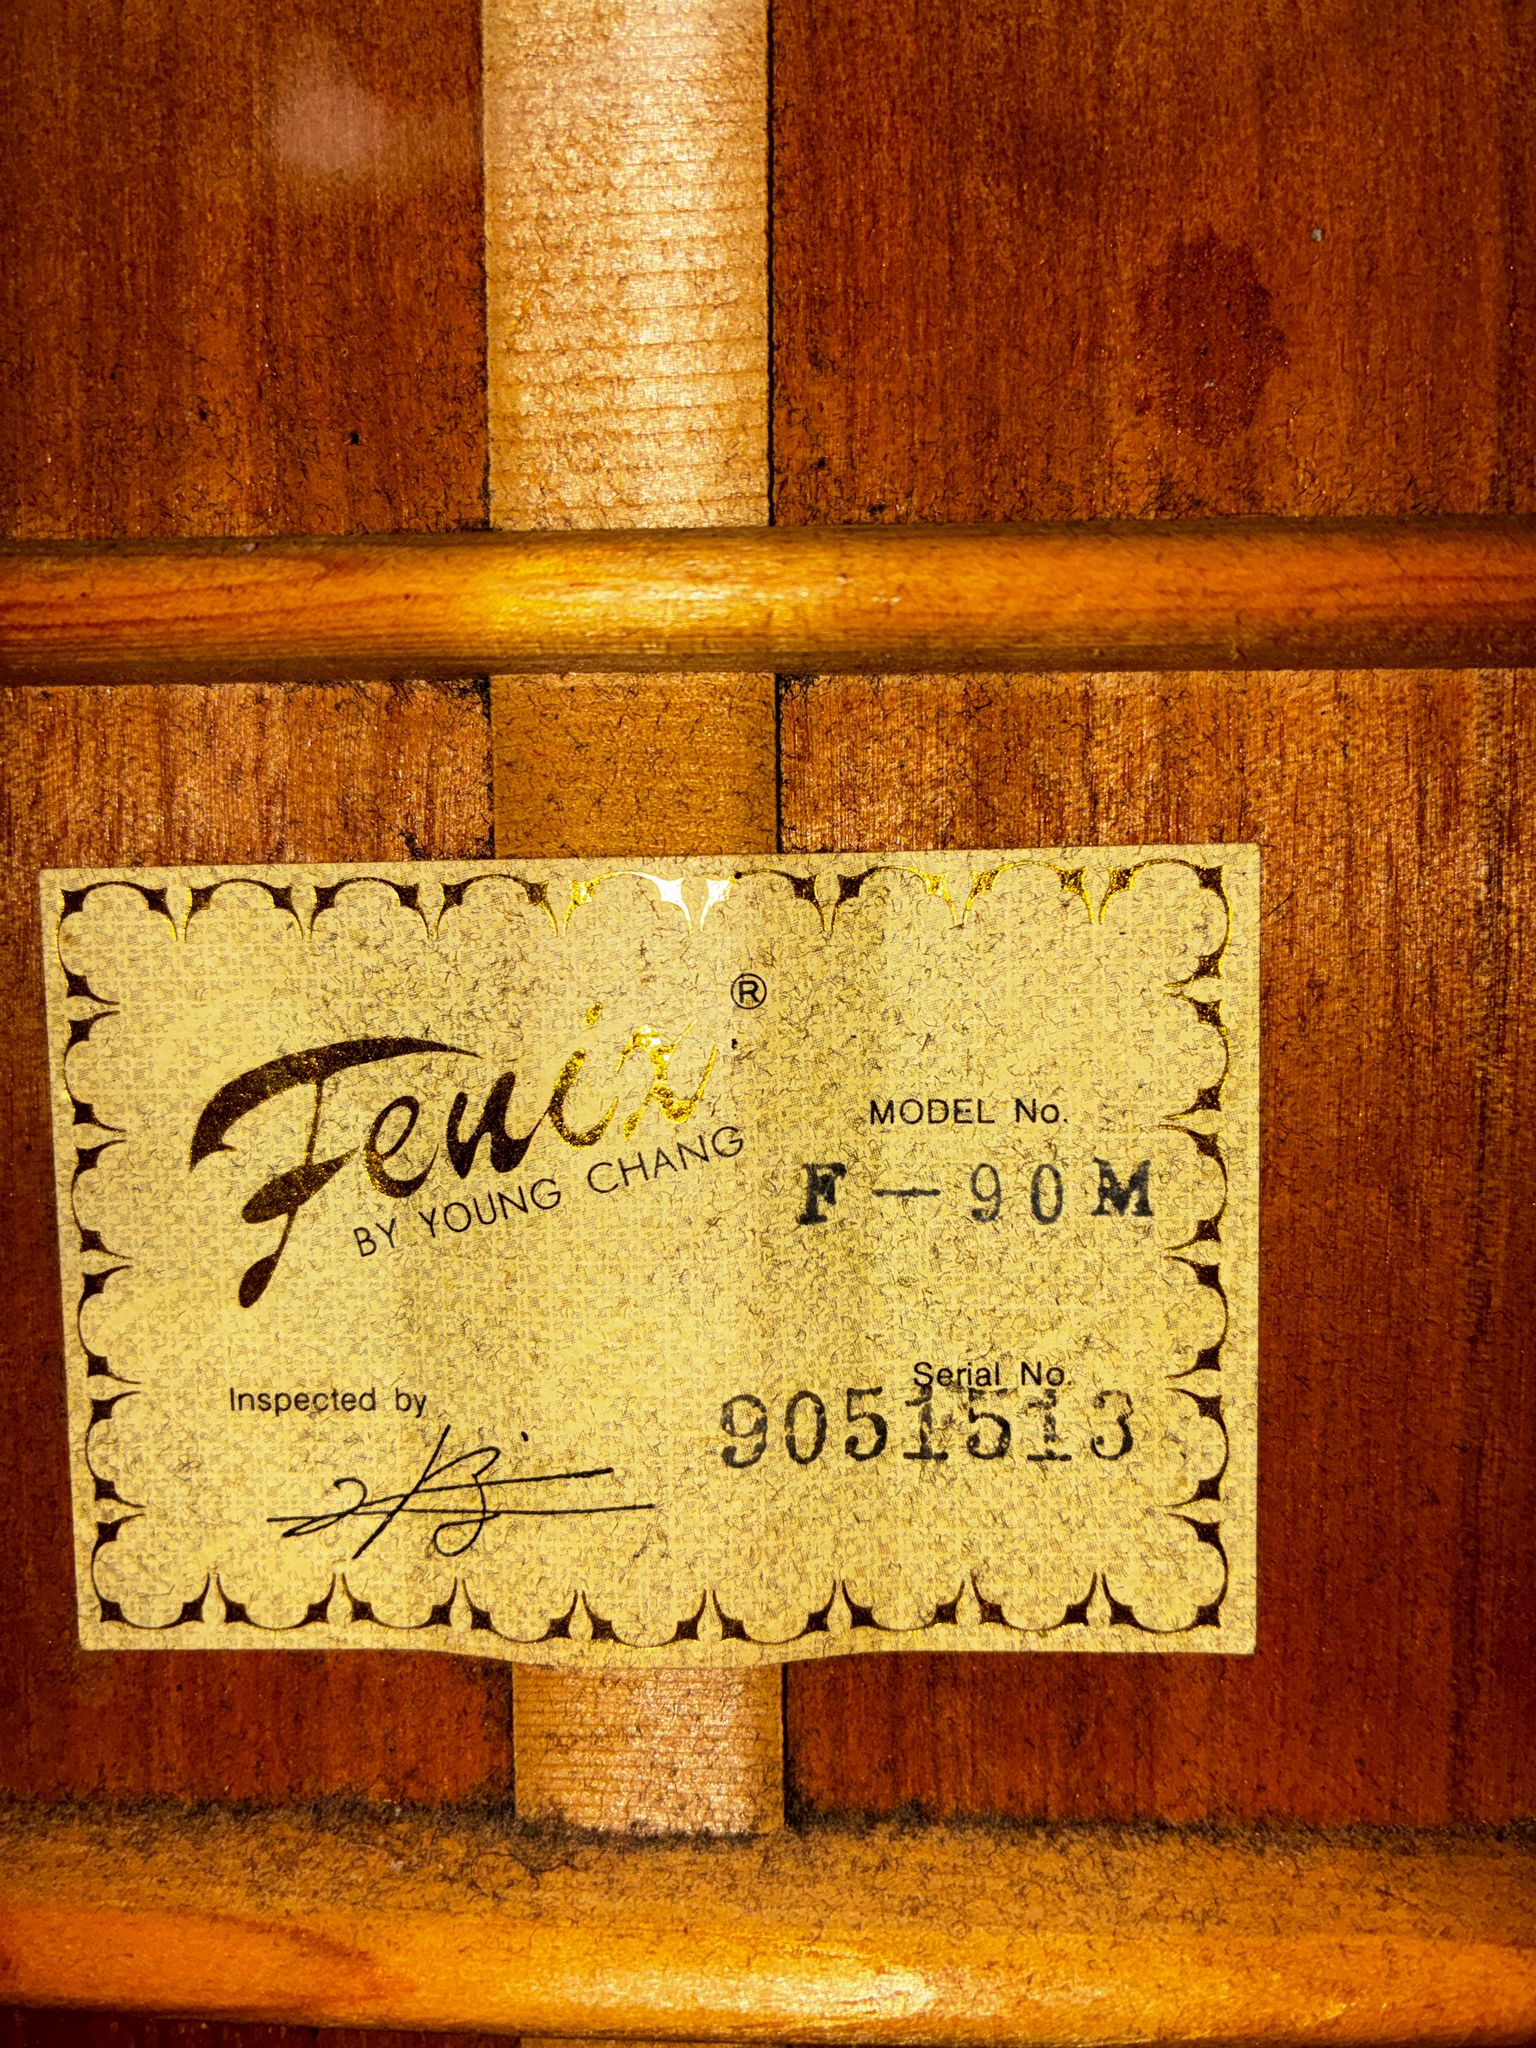 Fenix ®
BY YOUNG CHANG
MODEL No.
F-90M
Inspected by
Serial No.
9051513